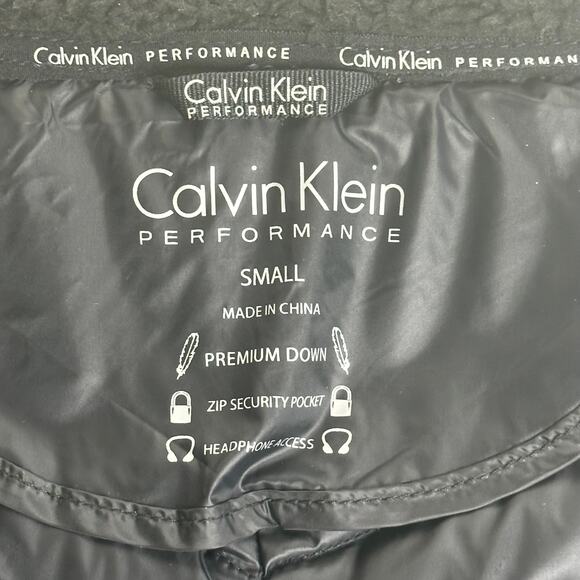 Calvin Klein PERFORMANCE Calvin Klein PERFORMAN
Calvin Klein
PERFORMANCE
Calvin Klein
PERFORMANCE
SMALL
MADE IN CHINA
PREMIUM DOWN
ZIP SECURITY POCKET
HEADPHONE ACCESS